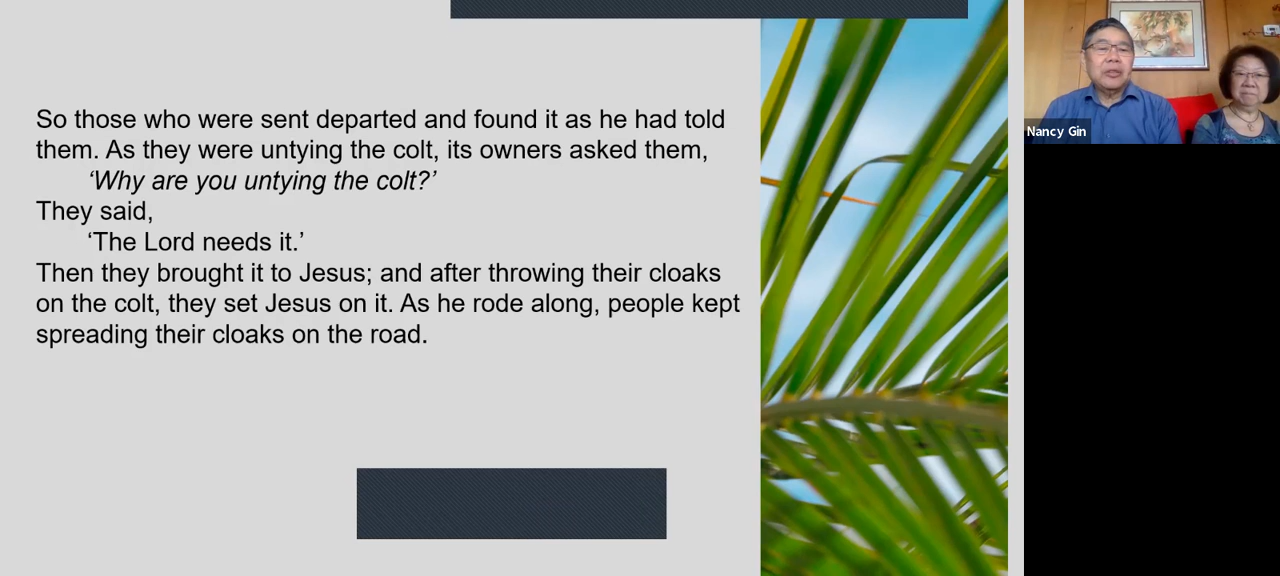 So those who were sent departed and found it as he had told
them. As they were untying the colt, its owners asked them,
‘Why are you untying the colt?’
They said,
‘The Lord needs it.’
Then they brought it to Jesus; and after throwing their cloaks
on the colt, they set Jesus on it. As he rode along, people kept
spreading their cloaks on the road.
Nancy Gin